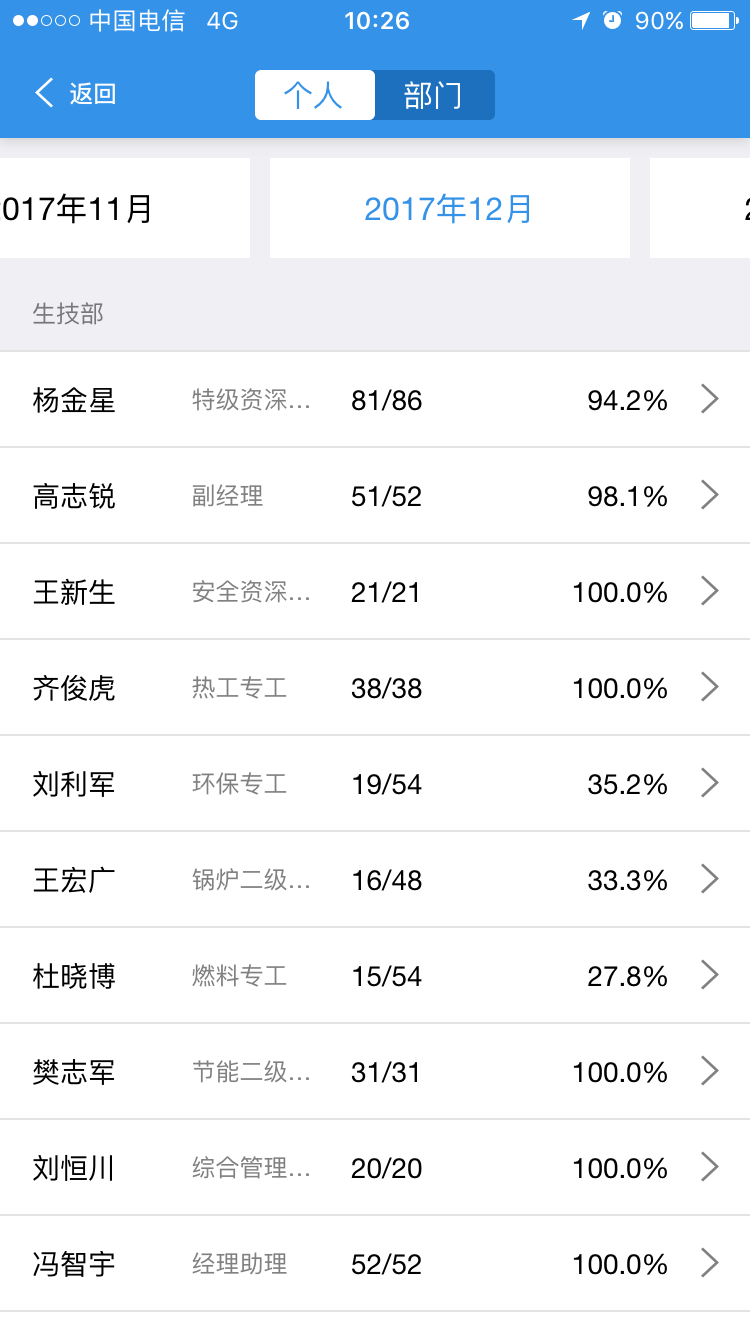 中国电信 4G 10:26 90%
返回 个人 部门
017年11月 2017年12月
生技部
杨金星 特级资深... 81/86 94.2%
高志锐 副经理 51/52 98.1%
王新生 安全资深... 21/21 100.0%
齐俊虎 热工专工 38/38 100.0%
刘利军 环保专工 19/54 35.2%
王宏广 锅炉二级... 16/48 33.3%
杜晓博 燃料专工 15/54 27.8%
樊志军 节能二级... 31/31 100.0%
刘恒川 综合管理... 20/20 100.0%
冯智宇 经理助理 52/52 100.0%